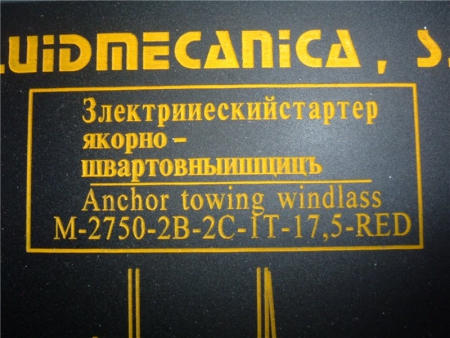 LUIDMECANICA, S.
Злектрииескийстартер
якорно –
швартовныишщицъ
Anchor towing windlass
M-2750-2B-2C-1T-17,5-RED